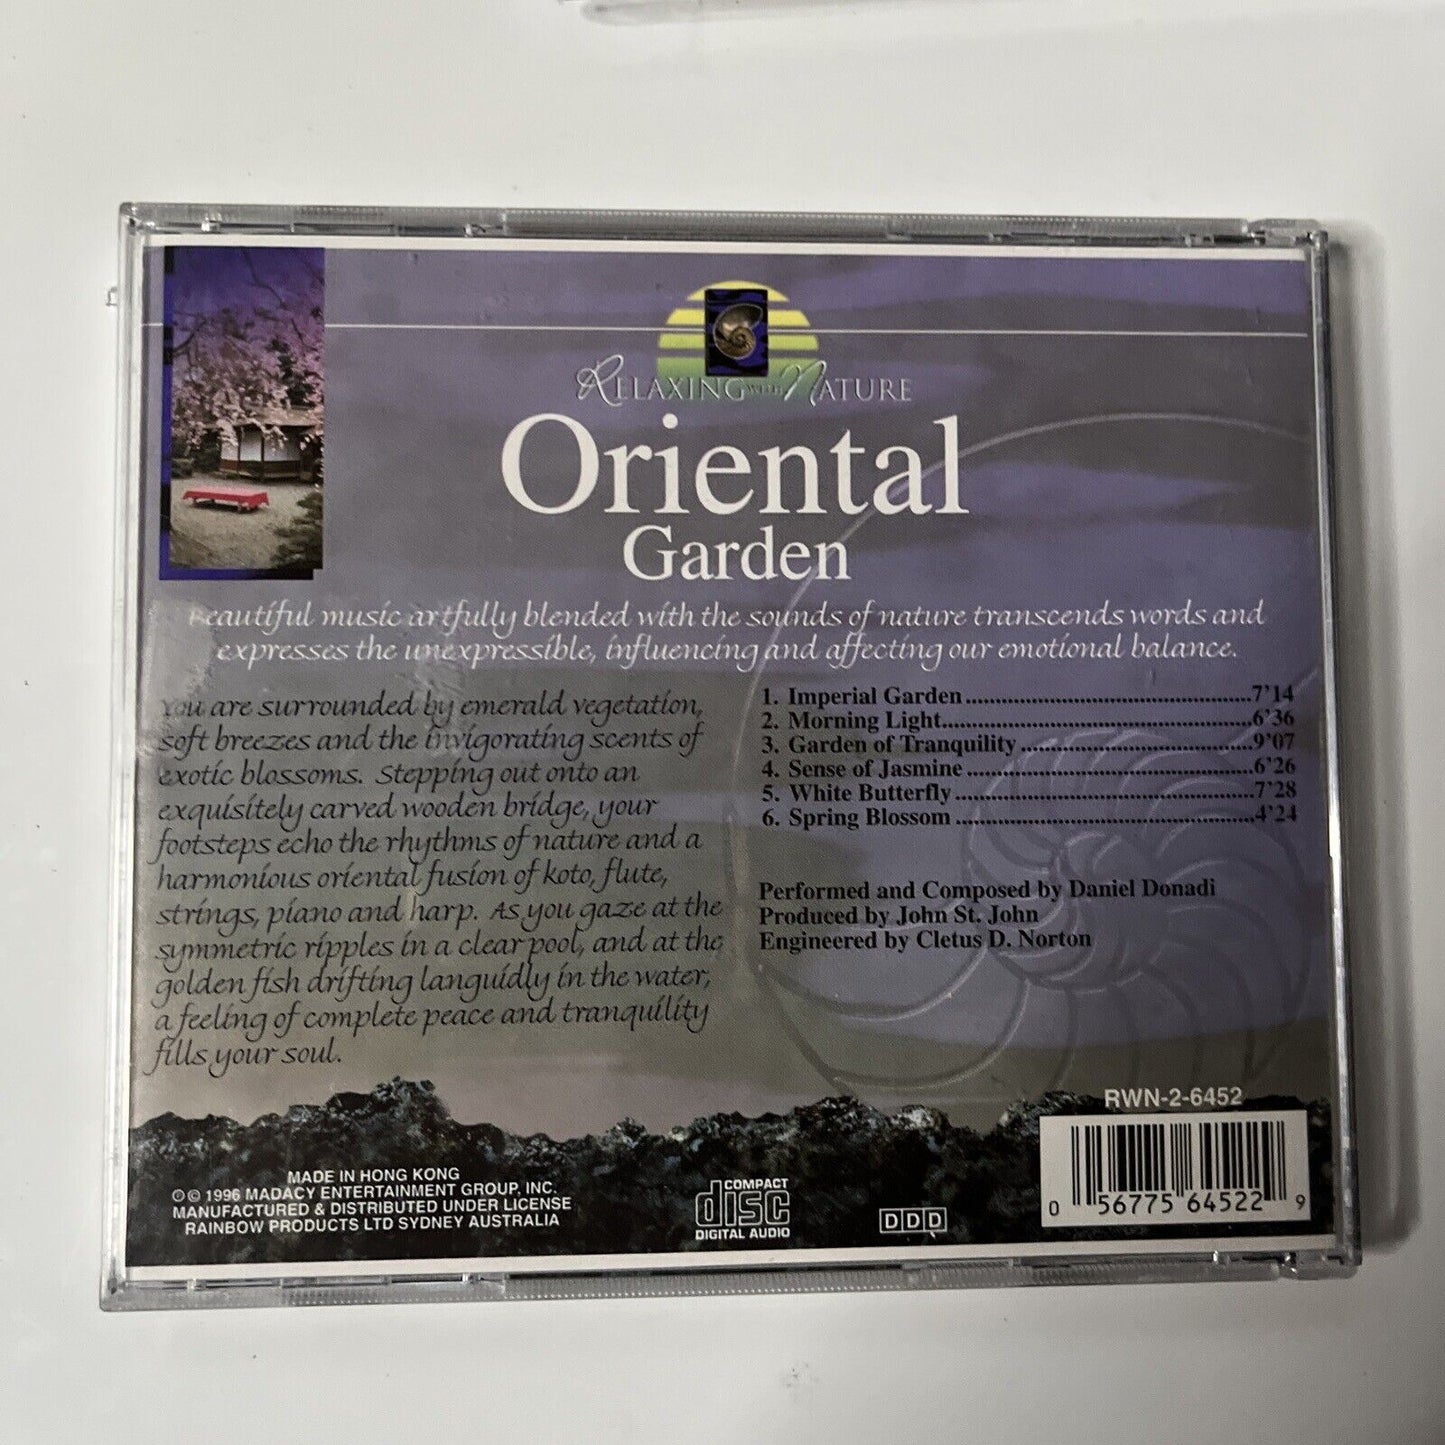 RELAXING WITH NATURE
Oriental
Garden
Beautiful music artfully blended with the sounds of nature transcends words and
expresses the unexpressible, influencing and affecting our emotional balance.
You are surrounded by emerald vegetation,
soft breezes and the invigorating scents of
exotic blossoms. Stepping out onto an
exquisitely carved wooden bridge, your
footsteps echo the rhythms of nature and a
harmonious oriental fusion of koto, flute,
strings, piano and harp. As you gaze at the
symmetric ripples in a clear pool, and at the
golden fish drifting languidly in the water,
a feeling of complete peace and tranquility
fills your soul.
1. Imperial Garden ........................................ 7'14
2. Morning Light ........................................ 6'36
3. Garden of Tranquility ........................................ 9'07
4. Sense of Jasmine ........................................ 6'26
5. White Butterfly ........................................ 7'28
6. Spring Blossom ........................................ 4'24
Performed and Composed by Daniel Donadi
Produced by John St. John
Engineered by Cletus D. Norton
MADE IN HONG KONG
℗ © 1996 MADACY ENTERTAINMENT GROUP, INC.
MANUFACTURED & DISTRIBUTED UNDER LICENSE
RAINBOW PRODUCTS LTD SYDNEY AUSTRALIA
COMPACT
disc
DIGITAL AUDIO
DDD
RWN-2-6452
0 56775 64522 9